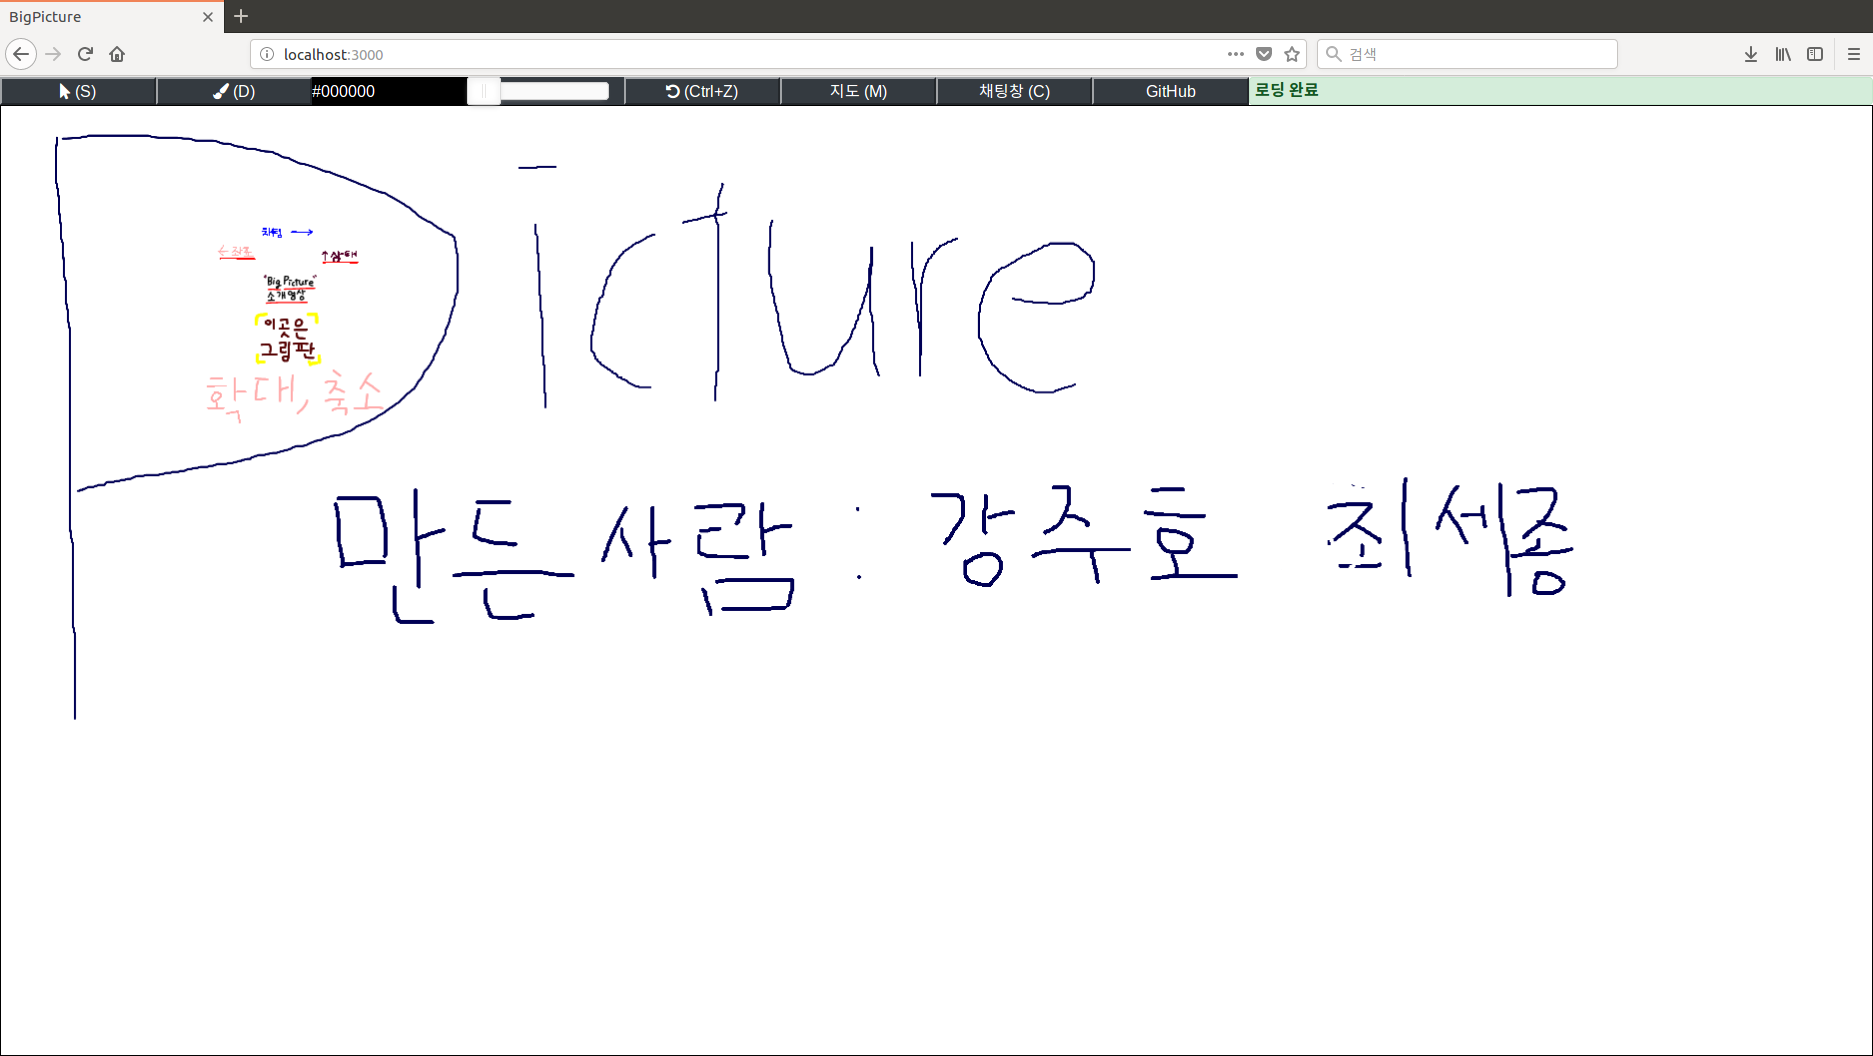 BigPicture
localhost:3000
검색
(S)
(D)
#000000
(Ctrl+Z)
지도 (M)
채팅창 (C)
GitHub
로딩 완료
Picture
채팅 →
← 좌표
↑상태
"Big Picture"
소개영상
이곳은
그림판
확대, 축소
만든사람 : 강주호 최세종